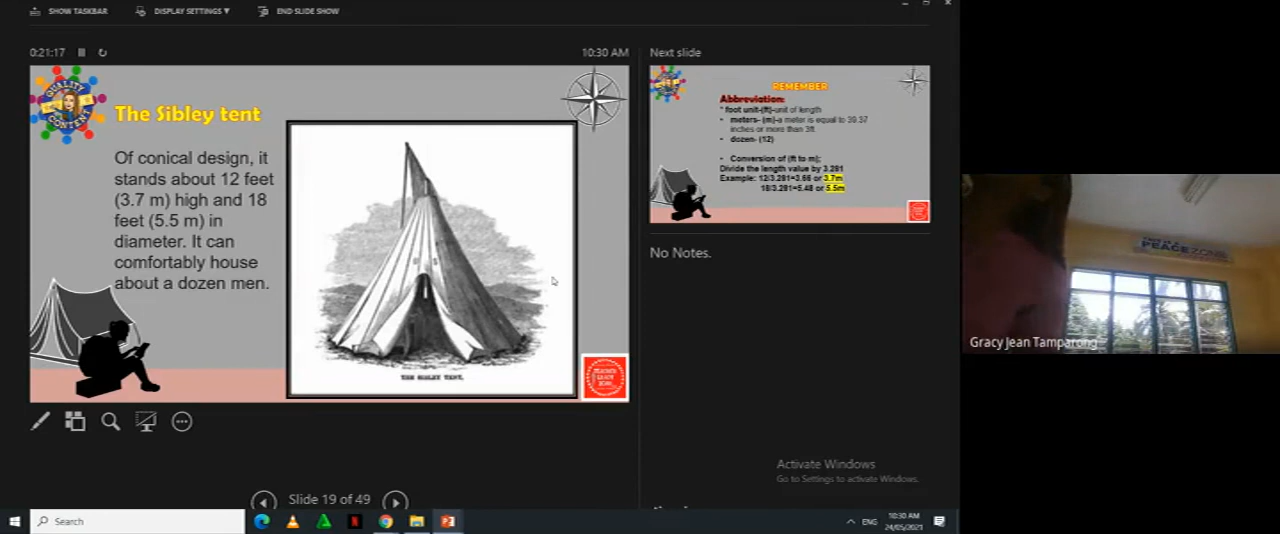 SHOW TASKBAR
DISPLAY SETTINGS ▼
END SLIDE SHOW
0:21:17
10:30 AM
QUALITY
CONTENT
The Sibley tent
Of conical design, it
stands about 12 feet
(3.7 m) high and 18
feet (5.5 m) in
diameter. It can
comfortably house
about a dozen men.
THE SIBLEY TENT.
Next slide
REMEMBER
Abbreviation:
* foot unit-(ft)-unit of length
• meters- (m)-a meter is equal to 39.37
inches or more than 3ft
• dozen- (12)
• Conversion of (ft to m);
Divide the length value by 3.281
Example: 12/3.281=3.66 or 3.7m
18/3.281=5.48 or 5.5m
No Notes.
Activate Windows
Go to Settings to activate Windows.
Slide 19 of 49
Search
ENG
10:30 AM
24/05/2021
PEACE ZONE
Gracy Jean Tamparong